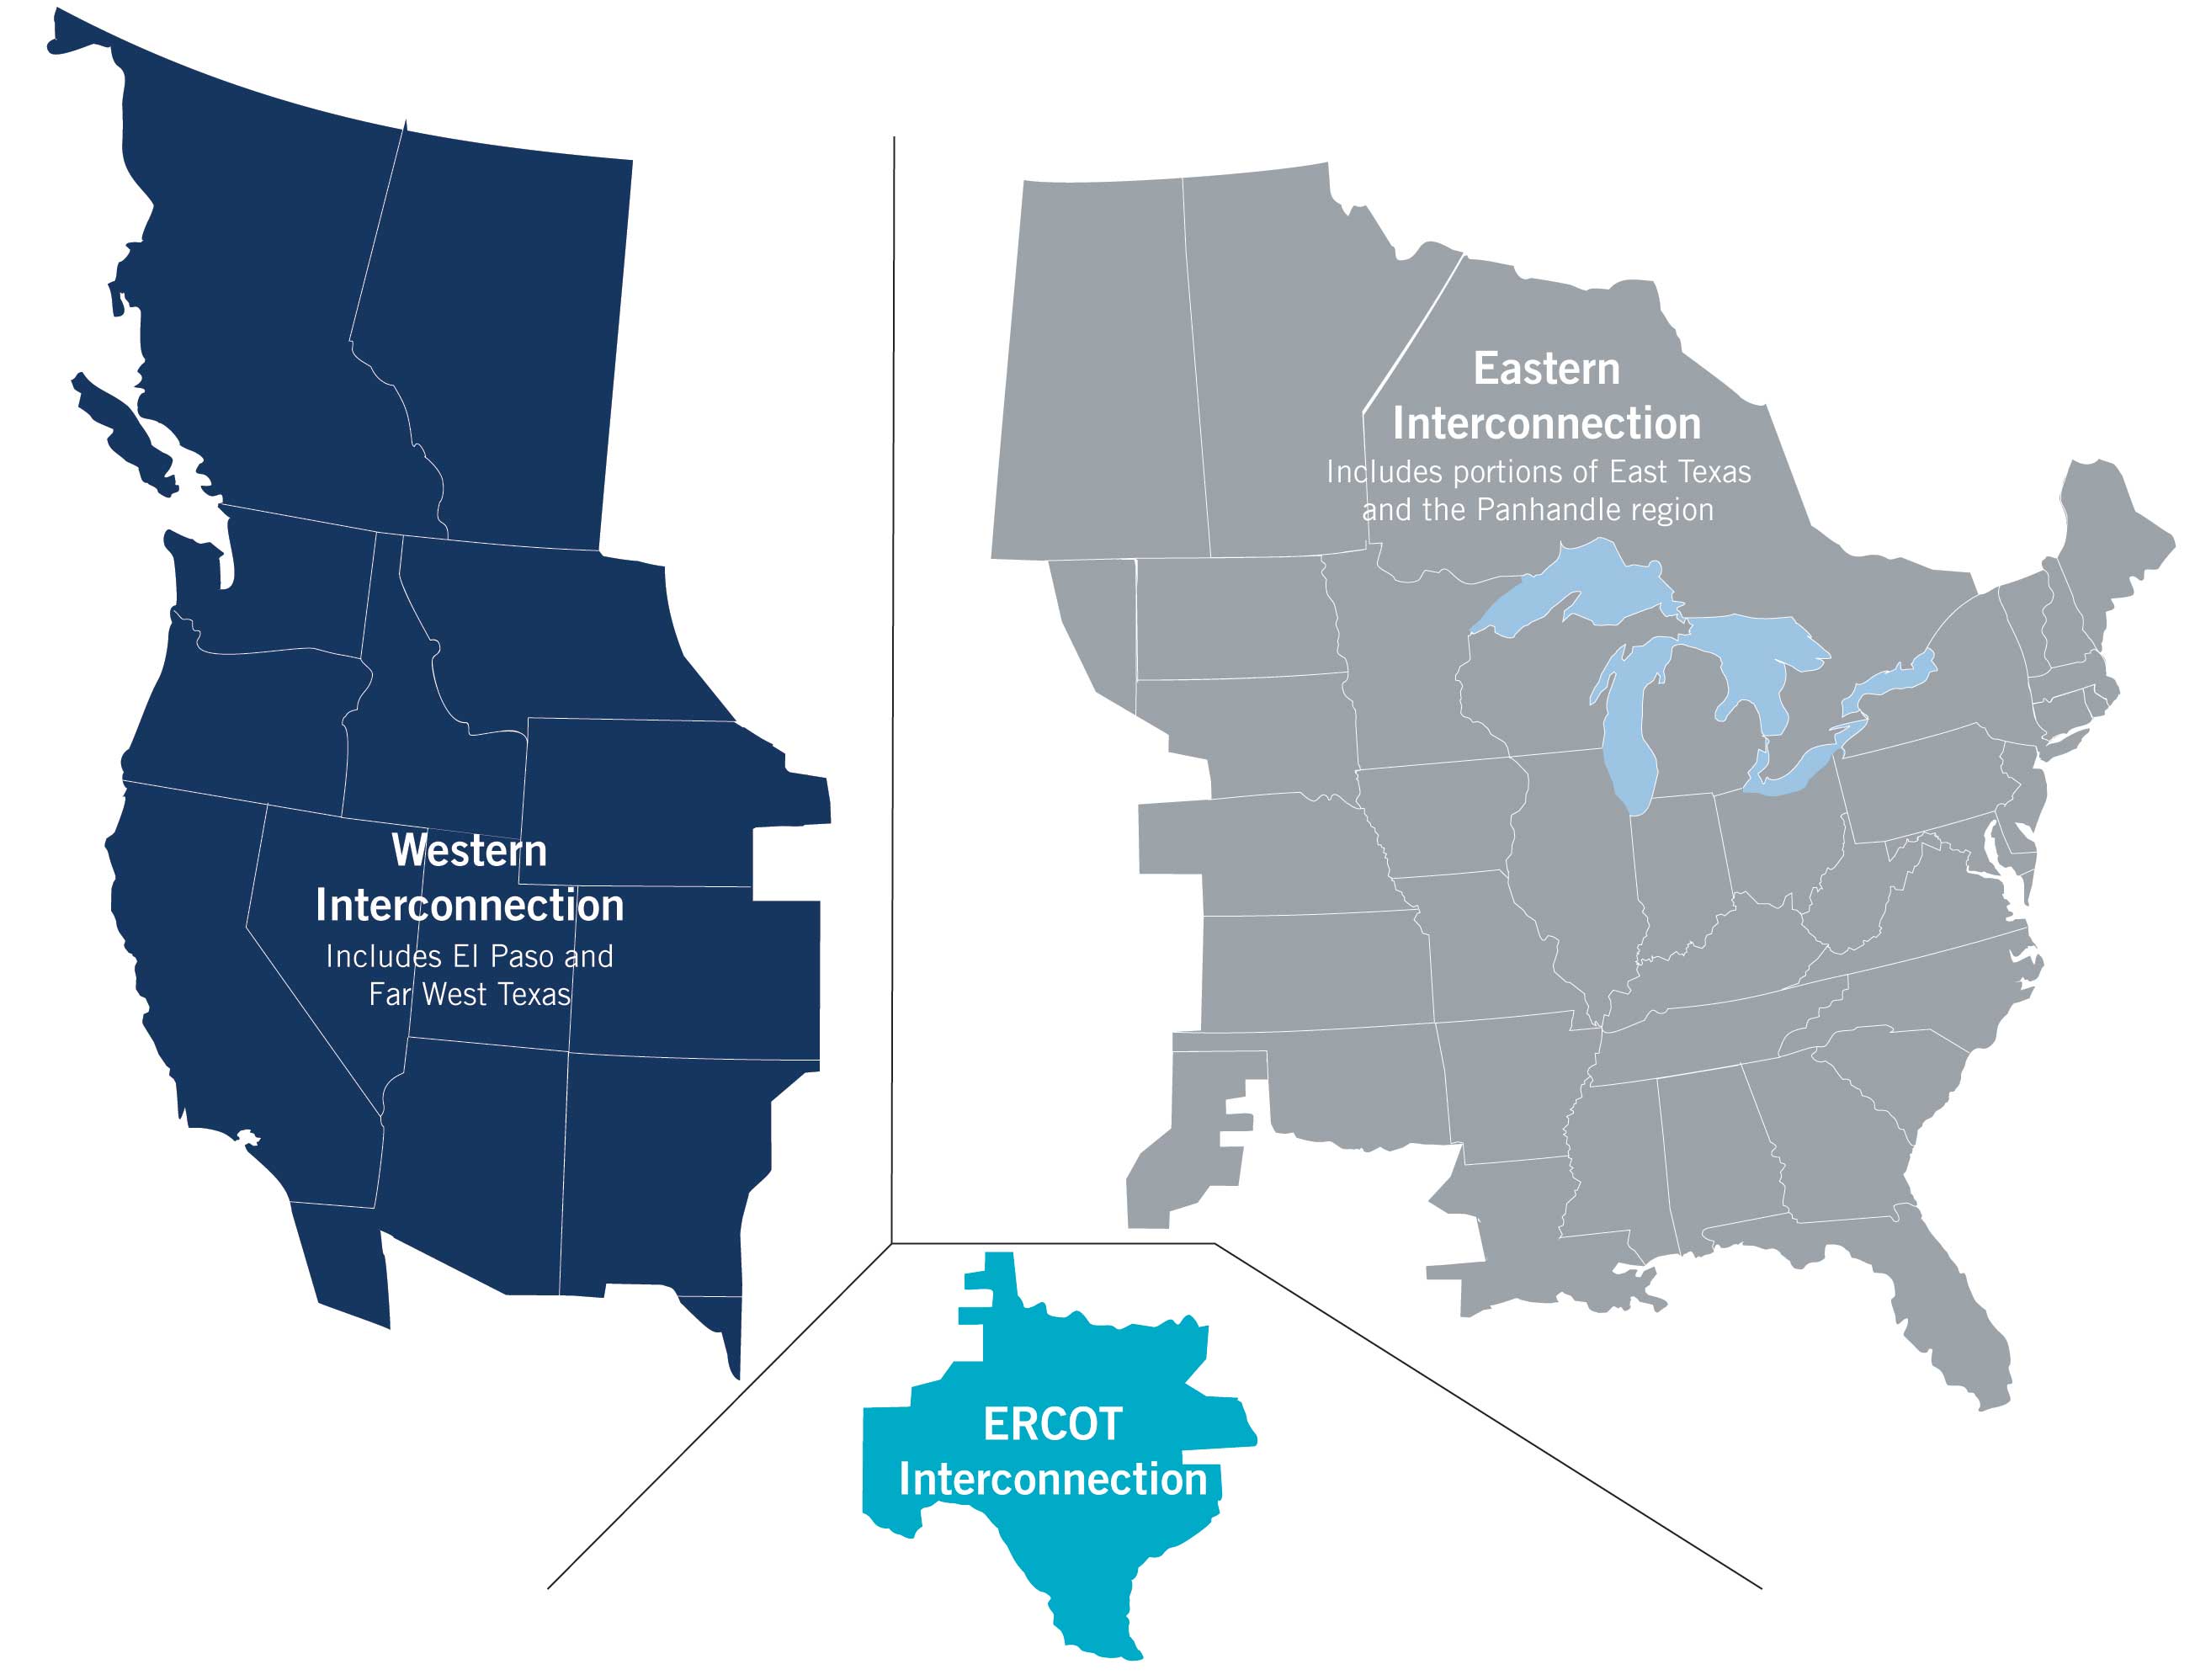 Western
Interconnection
Includes El Paso and
Far West Texas
Eastern
Interconnection
Includes portions of East Texas
and the Panhandle region
ERCOT
Interconnection